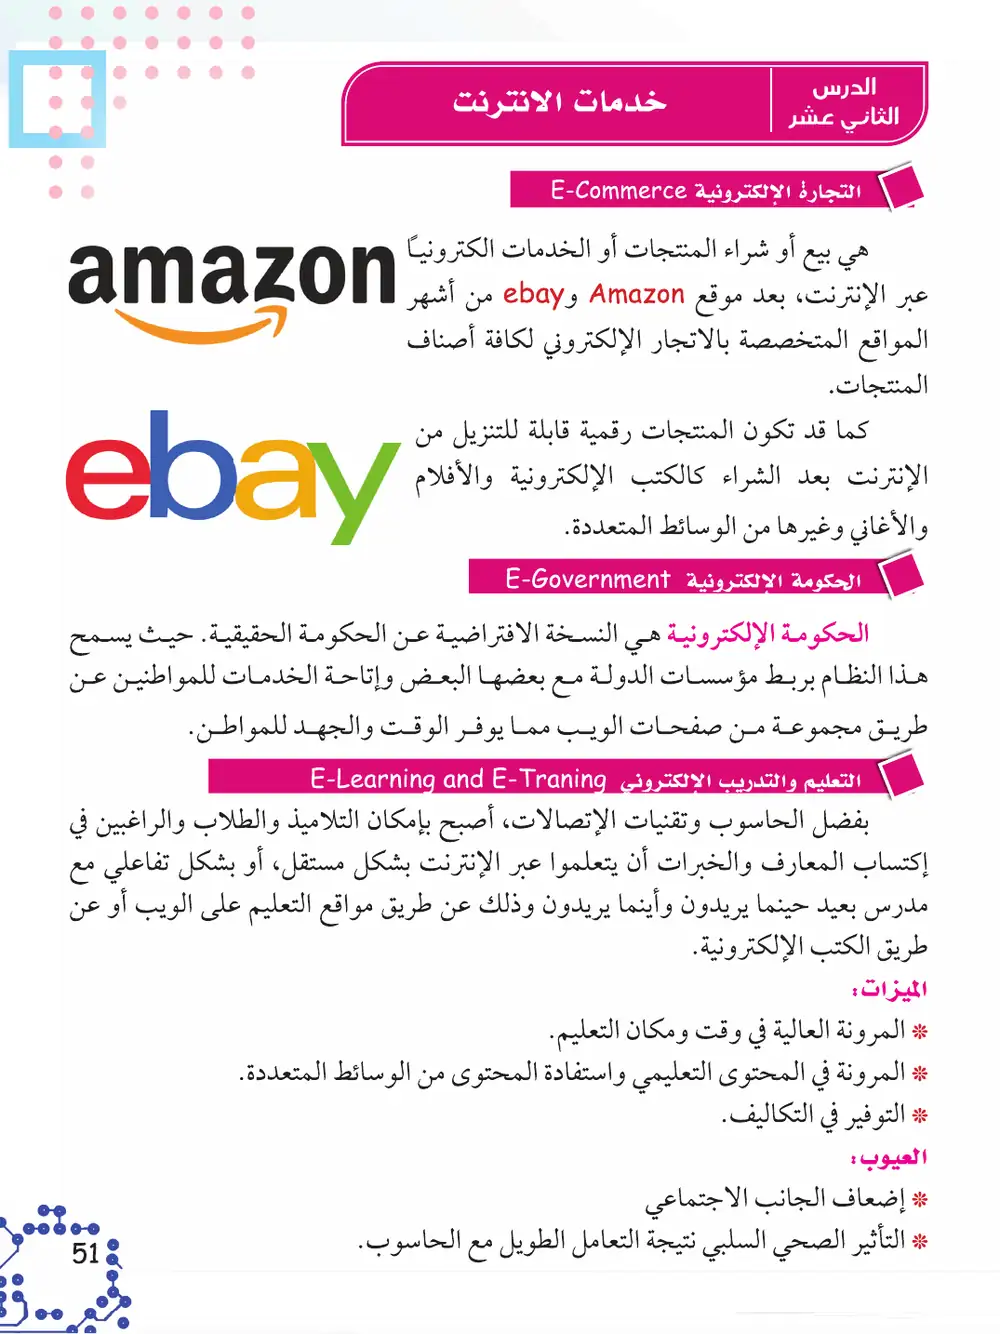 الدرس
الثاني عشر
خدمات الانترنت
التجارة الإلكترونية E-Commerce
هي بيع أو شراء المنتجات أو الخدمات الكترونياً
عبر الإنترنت، بعد موقع Amazon وebay من أشهر
المواقع المتخصصة بالاتجار الإلكتروني لكافة أصناف
المنتجات.
amazon
كما قد تكون المنتجات رقمية قابلة للتنزيل من
الإنترنت بعد الشراء كالكتب الإلكترونية والأفلام
والأغاني وغيرها من الوسائط المتعددة.
ebay
الحكومة الإلكترونية E-Government
الحكومة الإلكترونية هي النسخة الافتراضية عن الحكومة الحقيقية. حيث يسمح
هذا النظام بربط مؤسسات الدولة مع بعضها البعض وإتاحة الخدمات للمواطنين عن
طريق مجموعة من صفحات الويب مما يوفر الوقت والجهد للمواطن.
التعليم والتدريب الإلكتروني E-Learning and E-Traning
بفضل الحاسوب وتقنيات الإتصالات، أصبح بإمكان التلاميذ والطلاب والراغبين في
إكتساب المعارف والخبرات أن يتعلموا عبر الإنترنت بشكل مستقل، أو بشكل تفاعلي مع
مدرس بعيد حينما يريدون وأينما يريدون وذلك عن طريق مواقع التعليم على الويب أو عن
طريق الكتب الإلكترونية.
الميزات:
* المرونة العالية في وقت ومكان التعليم.
* المرونة في المحتوى التعليمي واستفادة المحتوى من الوسائط المتعددة.
* التوفير في التكاليف.
العيوب:
* إضعاف الجانب الاجتماعي
* التأثير الصحي السلبي نتيجة التعامل الطويل مع الحاسوب.
51